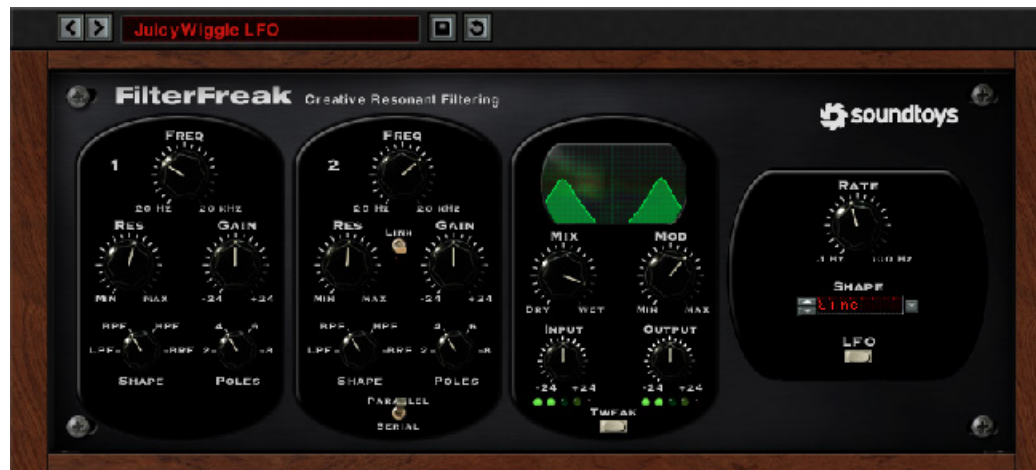 JuicyWiggle LFO
FilterFreak Creative Resonant Filtering
soundtoys
1
FREQ
20 HZ 20 KHZ
RES GAIN
MIN MAX -24 +24
BPF HPF 4 6
LPF BRF 2 8
SHAPE POLES
2
FREQ
20 HZ 20 KHZ
LINK
RES GAIN
MIN MAX -24 +24
BPF HPF 4 6
LPF BRF 2 8
SHAPE POLES
PARALLEL
SERIAL
MIX MOD
DRY WET MIN MAX
INPUT OUTPUT
-24 +24 -24 +24
TWEAK
RATE
.1 HZ 100 HZ
SHAPE
Sine
LFO